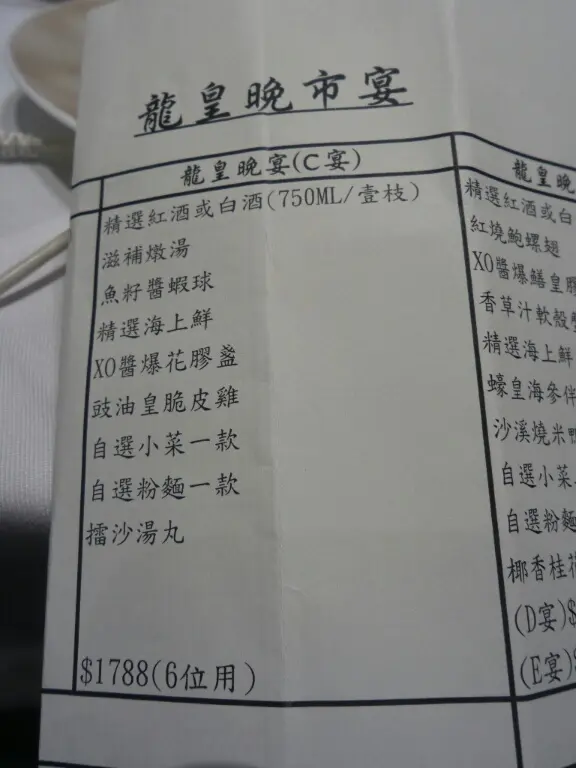 龍皇晚市宴
龍皇晚宴(C宴)
精選紅酒或白酒(750ML/壹枝)
滋補燉湯
魚籽醬蝦球
精選海上鮮
XO醬爆花膠盞
豉油皇脆皮雞
自選小菜一款
自選粉麵一款
擂沙湯丸
$1788(6位用)
龍皇晚
精選紅酒或白
紅燒鮑螺翅
XO醬爆鱔皇膠
香草汁軟殼
精選海上鮮
蠔皇海參伴
沙溪燒米鴨
自選小菜
自選粉麵
椰香桂花
(D宴)$
(E宴)$